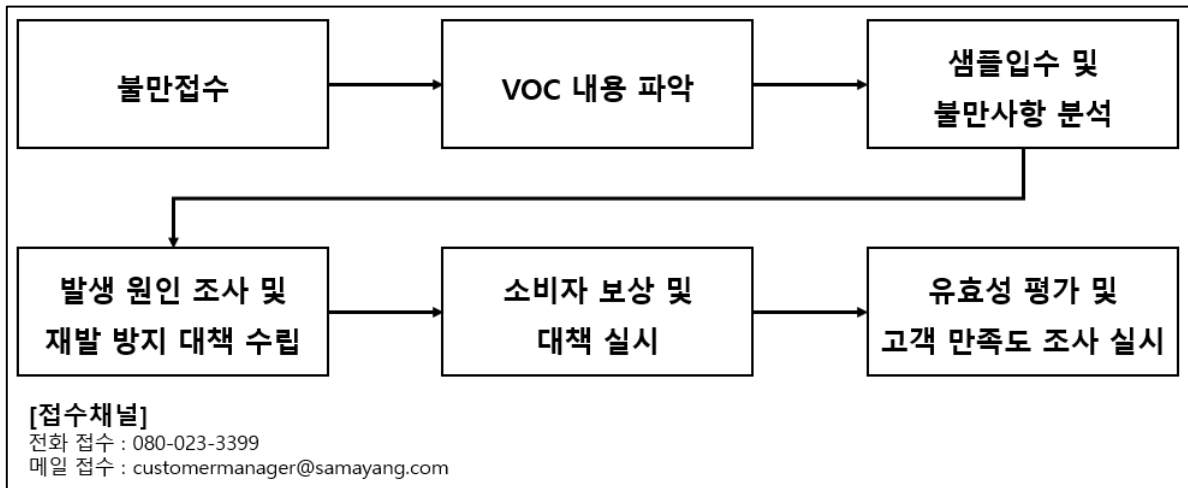 불만접수
VOC 내용 파악
샘플입수 및
불만사항 분석
발생 원인 조사 및
재발 방지 대책 수립
소비자 보상 및
대책 실시
유효성 평가 및
고객 만족도 조사 실시
[접수채널]
전화 접수 : 080-023-3399
메일 접수 : customermanager@samayang.com